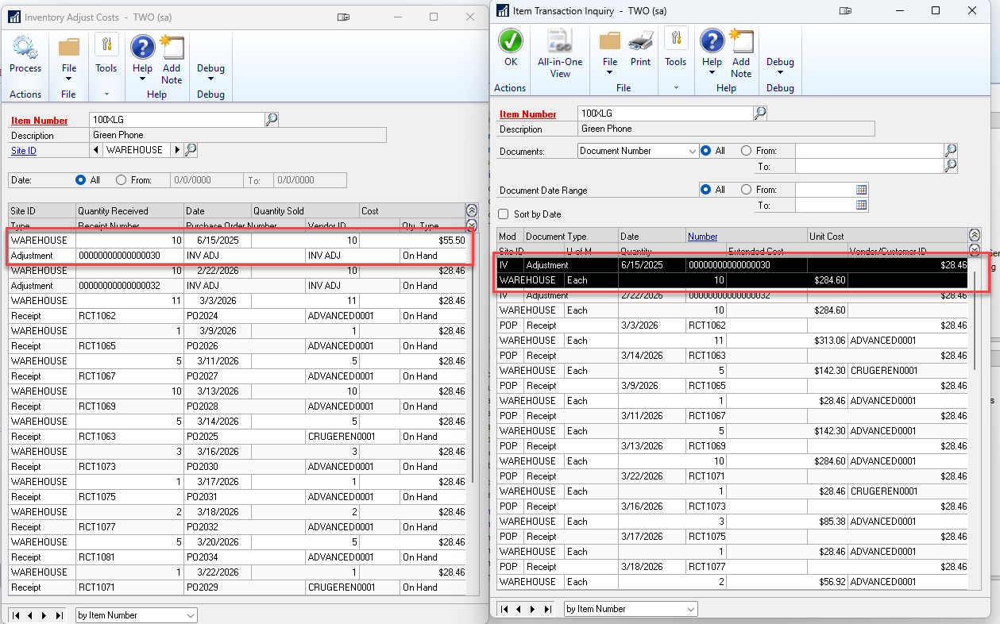 Inventory Adjust Costs - TWO (sa)
Process File Tools Help Add Note Debug
Actions File Help Debug
Item Number 100XLG
Description Green Phone
Site ID WAREHOUSE
Date: All From: 0/0/0000 To: 0/0/0000
Site ID Quantity Received Date Quantity Sold Cost
Type Receipt Number Purchase Order Number Vendor ID Qty. Type
WAREHOUSE 10 6/15/2025 10 $55.50
Adjustment 00000000000000030 INV ADJ INV ADJ On Hand
WAREHOUSE 10 2/22/2026 10 $28.46
Adjustment 00000000000000032 INV ADJ INV ADJ On Hand
WAREHOUSE 11 3/3/2026 11 $28.46
Receipt RCT1062 PO2024 ADVANCED0001 On Hand
WAREHOUSE 1 3/9/2026 1 $28.46
Receipt RCT1065 PO2026 ADVANCED0001 On Hand
WAREHOUSE 5 3/11/2026 5 $28.46
Receipt RCT1067 PO2027 ADVANCED0001 On Hand
WAREHOUSE 10 3/13/2026 10 $28.46
Receipt RCT1069 PO2028 ADVANCED0001 On Hand
WAREHOUSE 5 3/14/2026 5 $28.46
Receipt RCT1063 PO2025 CRUGEREN0001 On Hand
WAREHOUSE 3 3/16/2026 3 $28.46
Receipt RCT1073 PO2030 ADVANCED0001 On Hand
WAREHOUSE 1 3/17/2026 1 $28.46
Receipt RCT1075 PO2031 ADVANCED0001 On Hand
WAREHOUSE 2 3/18/2026 2 $28.46
Receipt RCT1077 PO2032 ADVANCED0001 On Hand
WAREHOUSE 5 3/20/2026 5 $28.46
Receipt RCT1081 PO2034 ADVANCED0001 On Hand
WAREHOUSE 1 3/22/2026 1 $28.46
Receipt RCT1071 PO2029 CRUGEREN0001 On Hand
by Item Number
Item Transaction Inquiry - TWO (sa)
OK All-in-One View File Print Tools Help Add Note Debug
Actions File Help Debug
Item Number 100XLG
Description Green Phone
Documents: Document Number All From:
To:
Document Date Range All From:
To:
Sort by Date
Mod Document Type Date Number Unit Cost
Site ID U of M Quantity Extended Cost Vendor/Customer ID
IV Adjustment 6/15/2025 00000000000000030 $28.46
WAREHOUSE Each 10 $284.60
IV Adjustment 2/22/2026 00000000000000032 $28.46
WAREHOUSE Each 10 $284.60
POP Receipt 3/3/2026 RCT1062 $28.46
WAREHOUSE Each 11 $313.06 ADVANCED0001
POP Receipt 3/14/2026 RCT1063 $28.46
WAREHOUSE Each 5 $142.30 CRUGEREN0001
POP Receipt 3/9/2026 RCT1065 $28.46
WAREHOUSE Each 1 $28.46 ADVANCED0001
POP Receipt 3/11/2026 RCT1067 $28.46
WAREHOUSE Each 5 $142.30 ADVANCED0001
POP Receipt 3/13/2026 RCT1069 $28.46
WAREHOUSE Each 10 $284.60 ADVANCED0001
POP Receipt 3/22/2026 RCT1071 $28.46
WAREHOUSE Each 1 $28.46 CRUGEREN0001
POP Receipt 3/16/2026 RCT1073 $28.46
WAREHOUSE Each 3 $85.38 ADVANCED0001
POP Receipt 3/17/2026 RCT1075 $28.46
WAREHOUSE Each 1 $28.46 ADVANCED0001
POP Receipt 3/18/2026 RCT1077 $28.46
WAREHOUSE Each 2 $56.92 ADVANCED0001
by Item Number